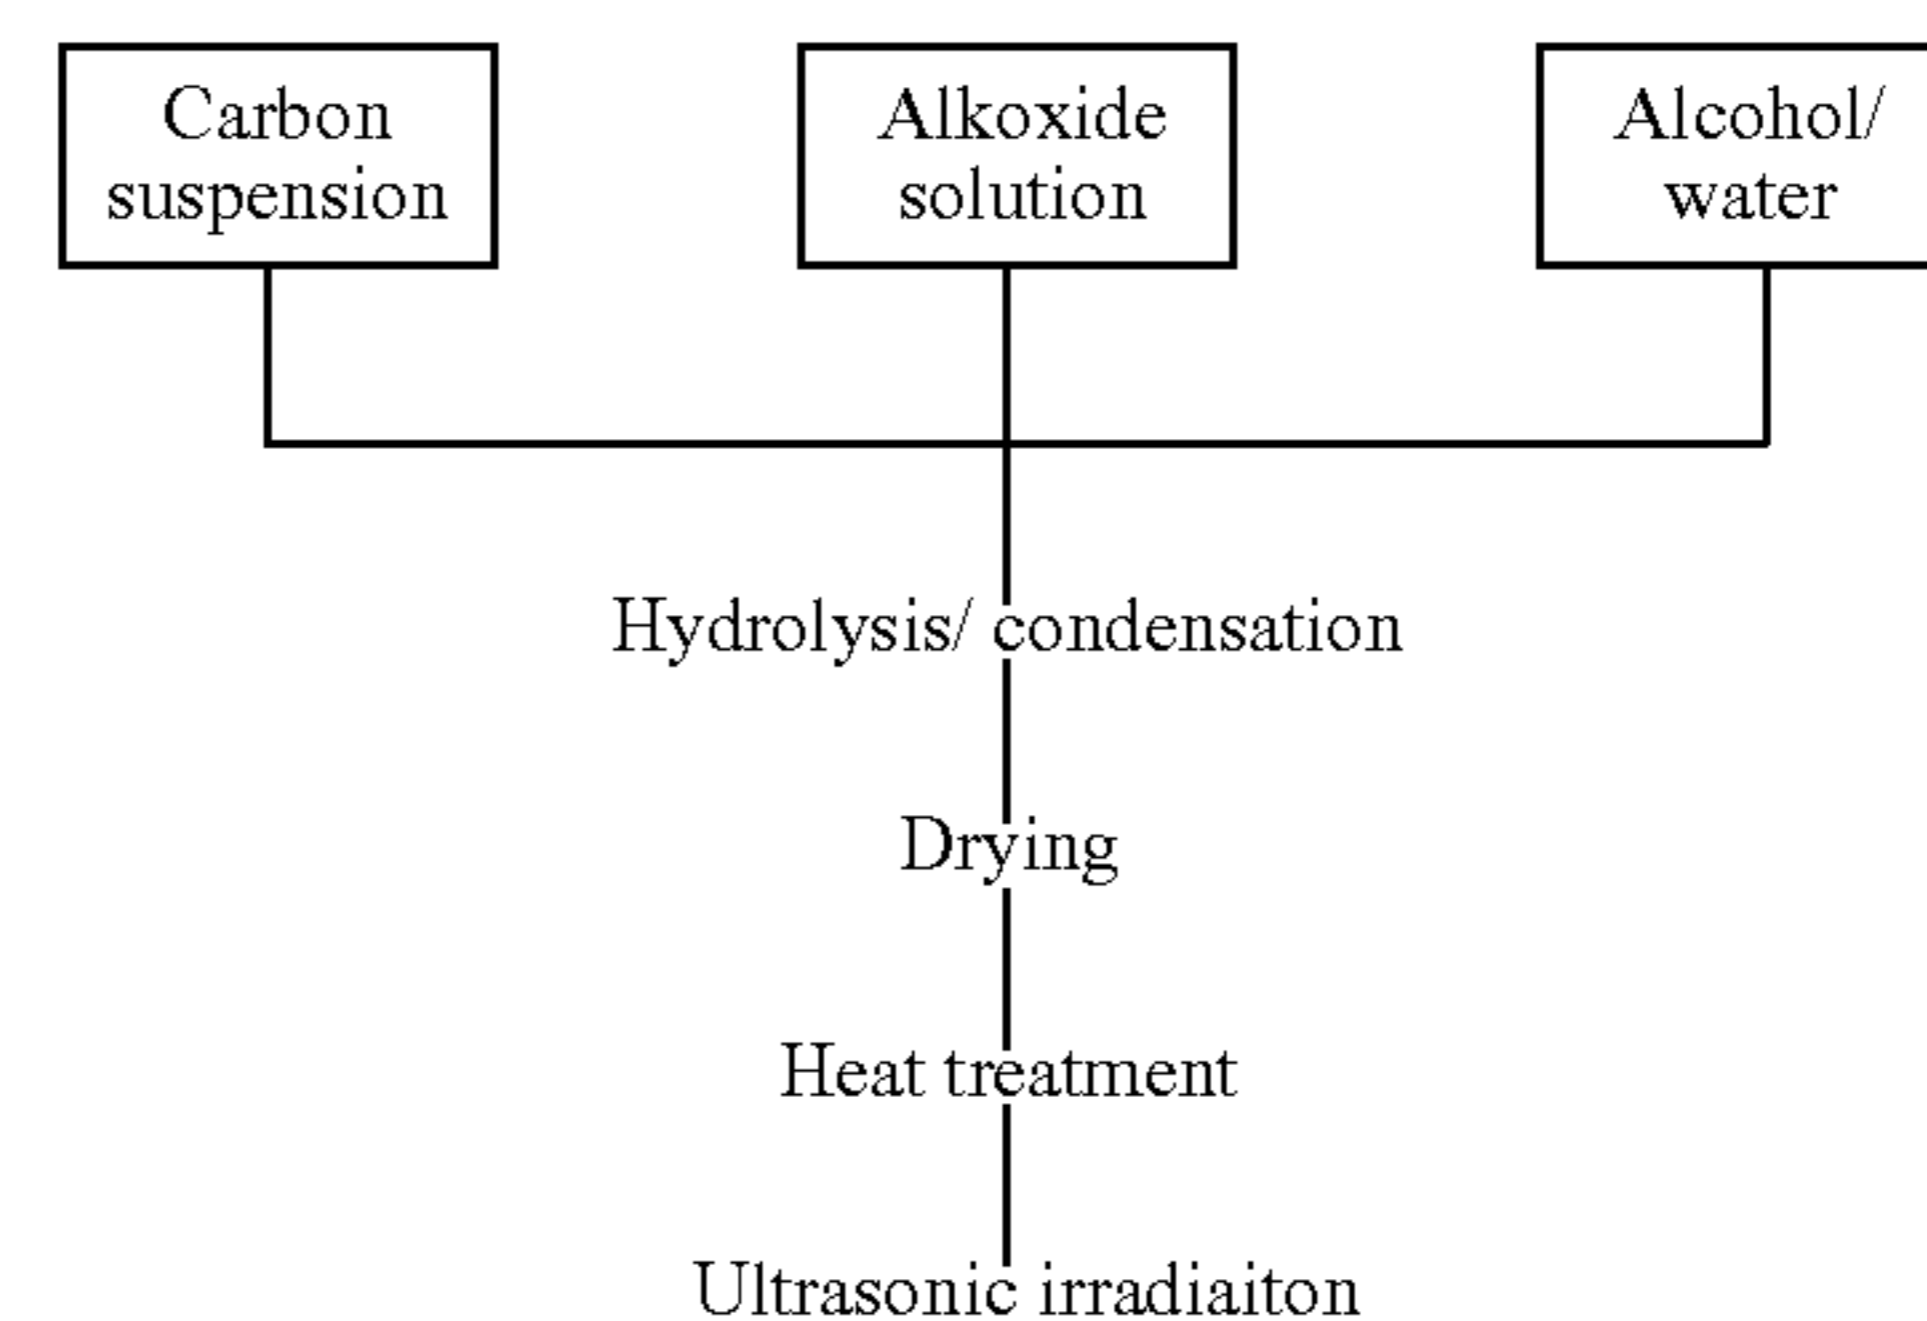 Carbon
suspension
Alkoxide
solution
Alcohol/
water
Hydrolysis/ condensation
Drying
Heat treatment
Ultrasonic irradiaiton